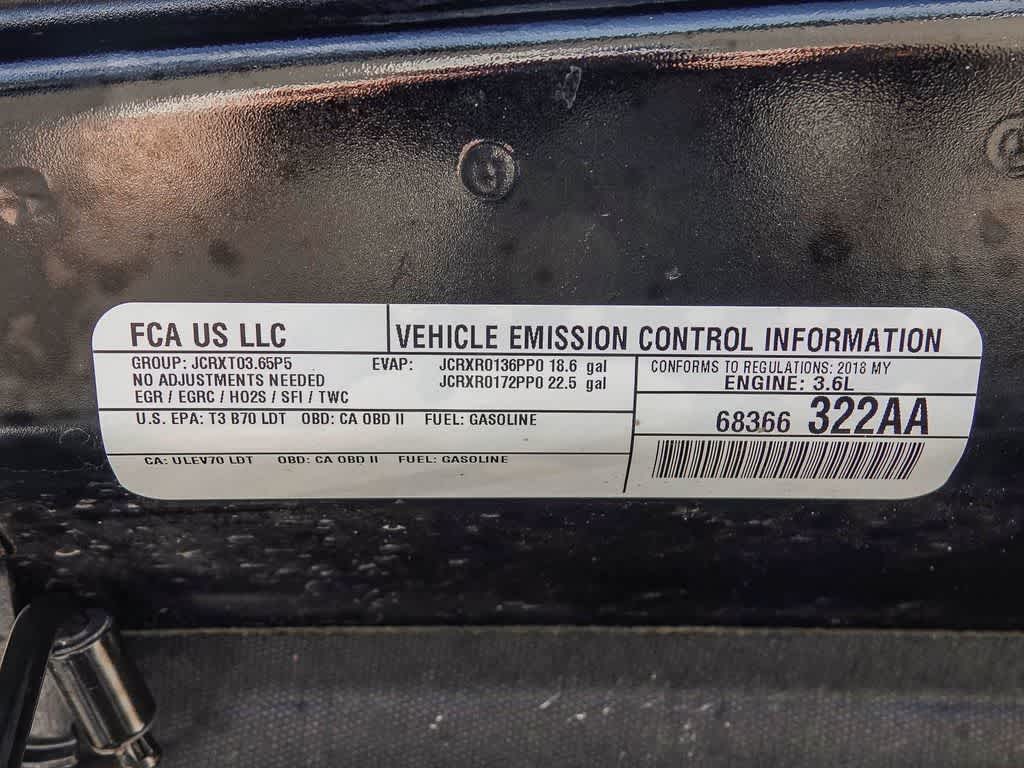 FCA US LLC
VEHICLE EMISSION CONTROL INFORMATION
GROUP: JCRXT03.65P5
NO ADJUSTMENTS NEEDED
EGR / EGRC / HO2S / SFI / TWC
EVAP: JCRXR0136PP0 18.6 gal
JCRXR0172PP0 22.5 gal
CONFORMS TO REGULATIONS: 2018 MY
ENGINE: 3.6L
U.S. EPA: T3 B70 LDT OBD: CA OBD II FUEL: GASOLINE
68366 322AA
CA: ULEV70 LDT OBD: CA OBD II FUEL: GASOLINE